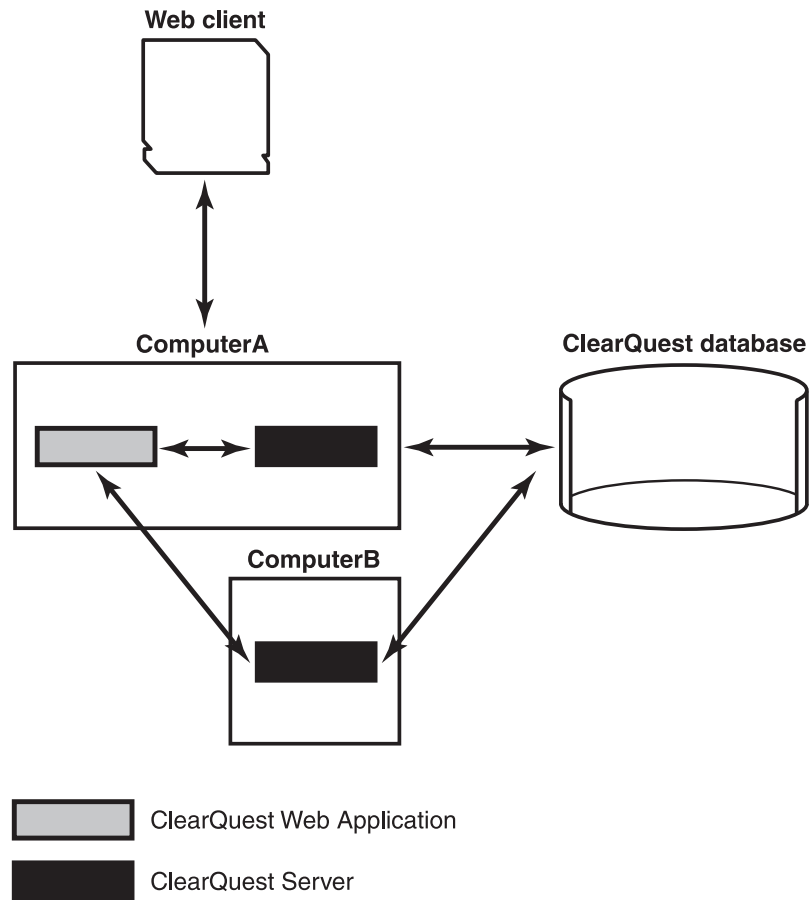 Web client
ComputerA
ClearQuest database
ComputerB
ClearQuest Web Application
ClearQuest Server